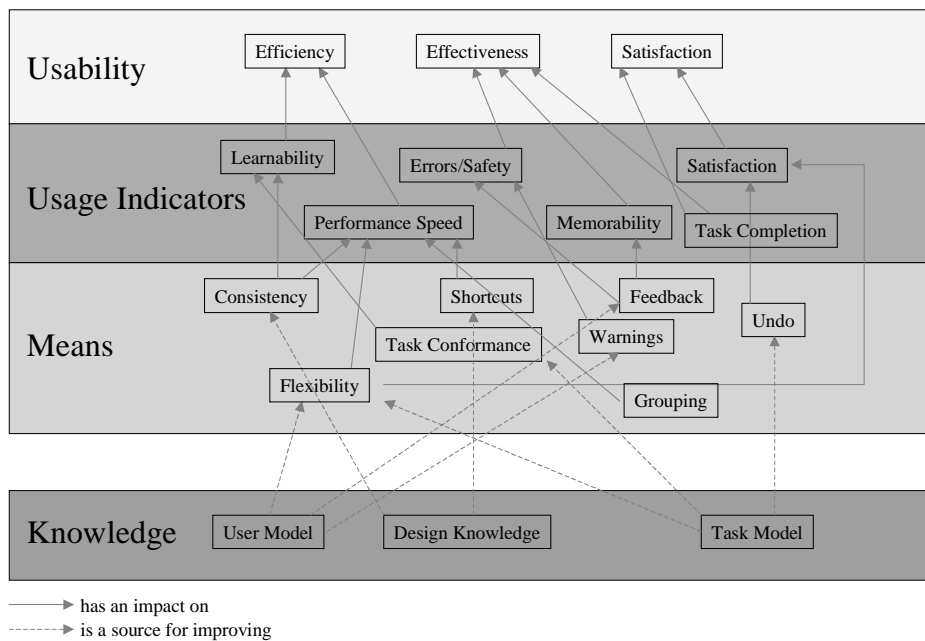 Usability
Efficiency
Effectiveness
Satisfaction
Usage Indicators
Learnability
Errors/Safety
Satisfaction
Performance Speed
Memorability
Task Completion
Means
Consistency
Shortcuts
Feedback
Undo
Task Conformance
Warnings
Flexibility
Grouping
Knowledge
User Model
Design Knowledge
Task Model
has an impact on
is a source for improving